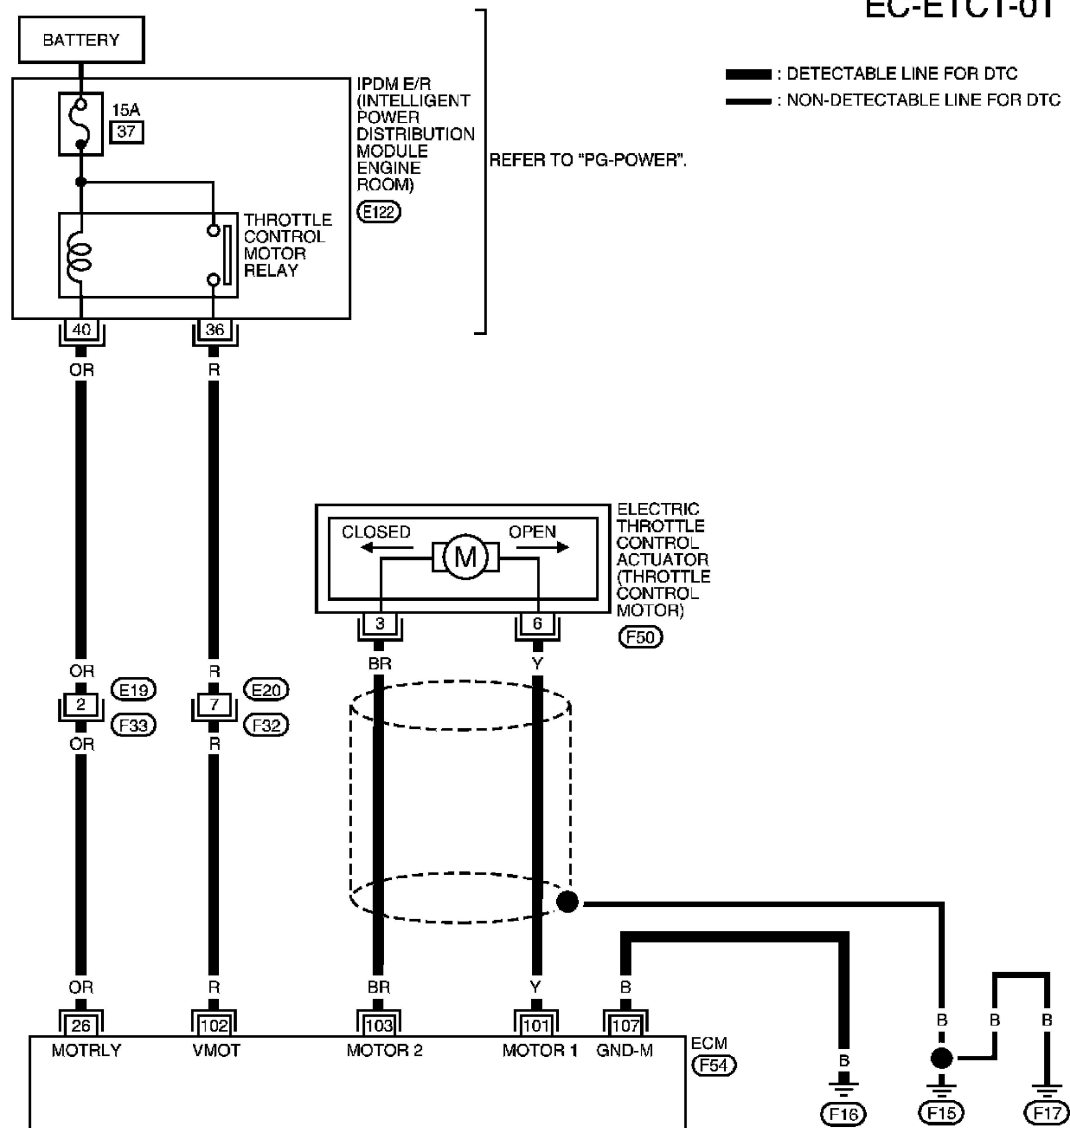 EC-ETC1-01
BATTERY
: DETECTABLE LINE FOR DTC
: NON-DETECTABLE LINE FOR DTC
15A
37
IPDM E/R
(INTELLIGENT
POWER
DISTRIBUTION
MODULE
ENGINE
ROOM)
E122
REFER TO "PG-POWER".
THROTTLE
CONTROL
MOTOR
RELAY
40
36
OR
R
CLOSED
OPEN
M
ELECTRIC
THROTTLE
CONTROL
ACTUATOR
(THROTTLE
CONTROL
MOTOR)
F50
3
6
BR
Y
OR
R
2
E19
F33
7
E20
F32
OR
R
OR
R
BR
Y
B
B
B
B
B
26
102
103
101
107
MOTRLY
VMOT
MOTOR 2
MOTOR 1
GND-M
ECM
F54
F16
F15
F17